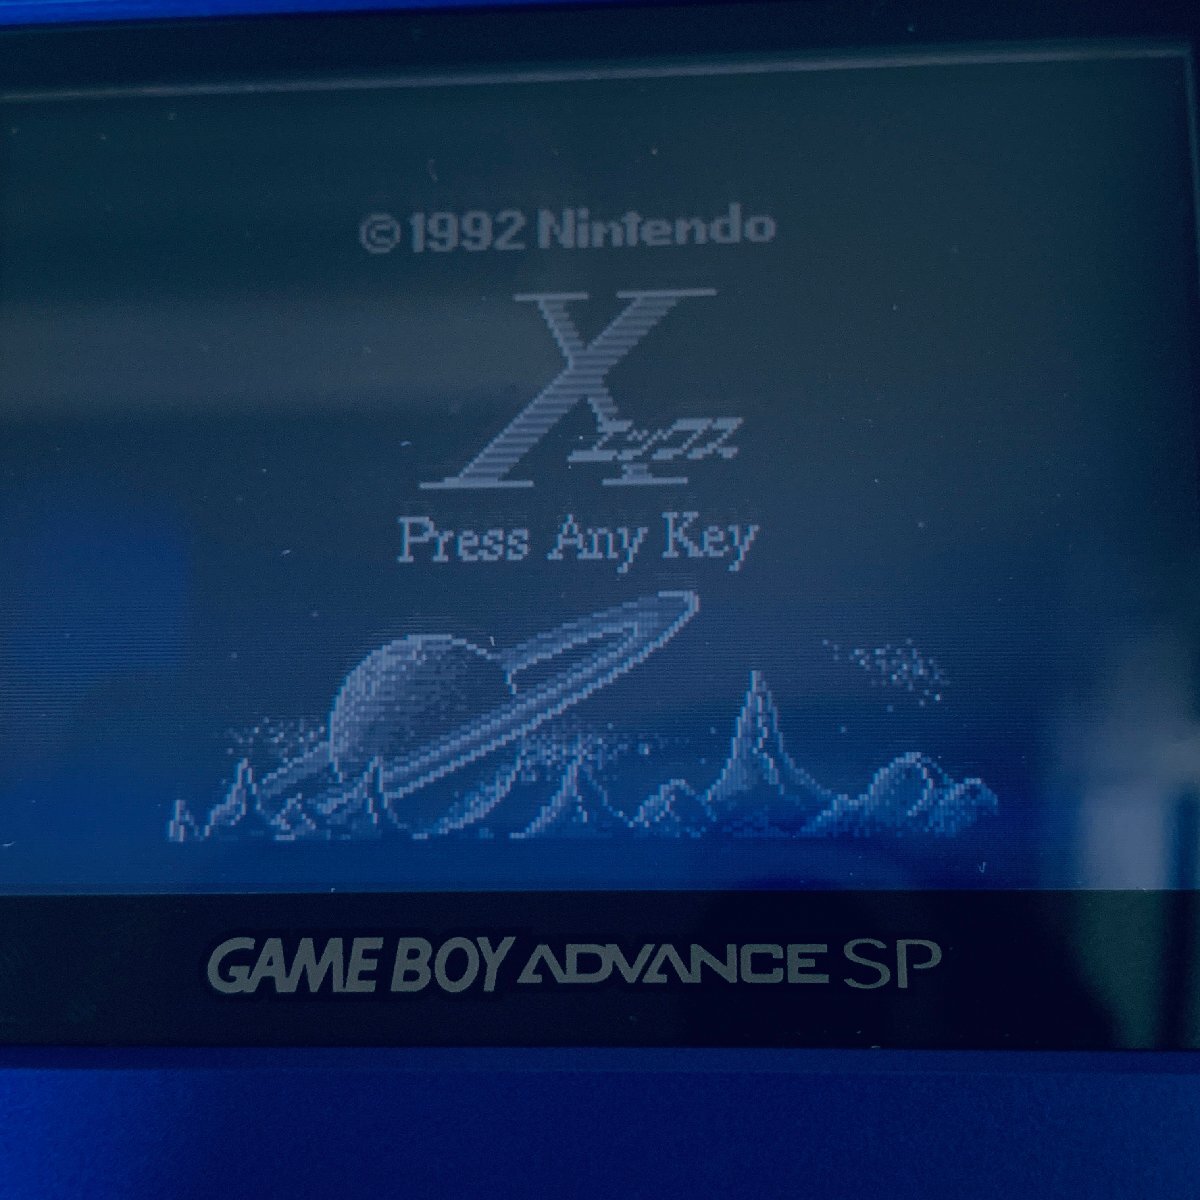 ©1992 Nintendo
X
エックス
Press Any Key
GAME BOY ADVANCE SP